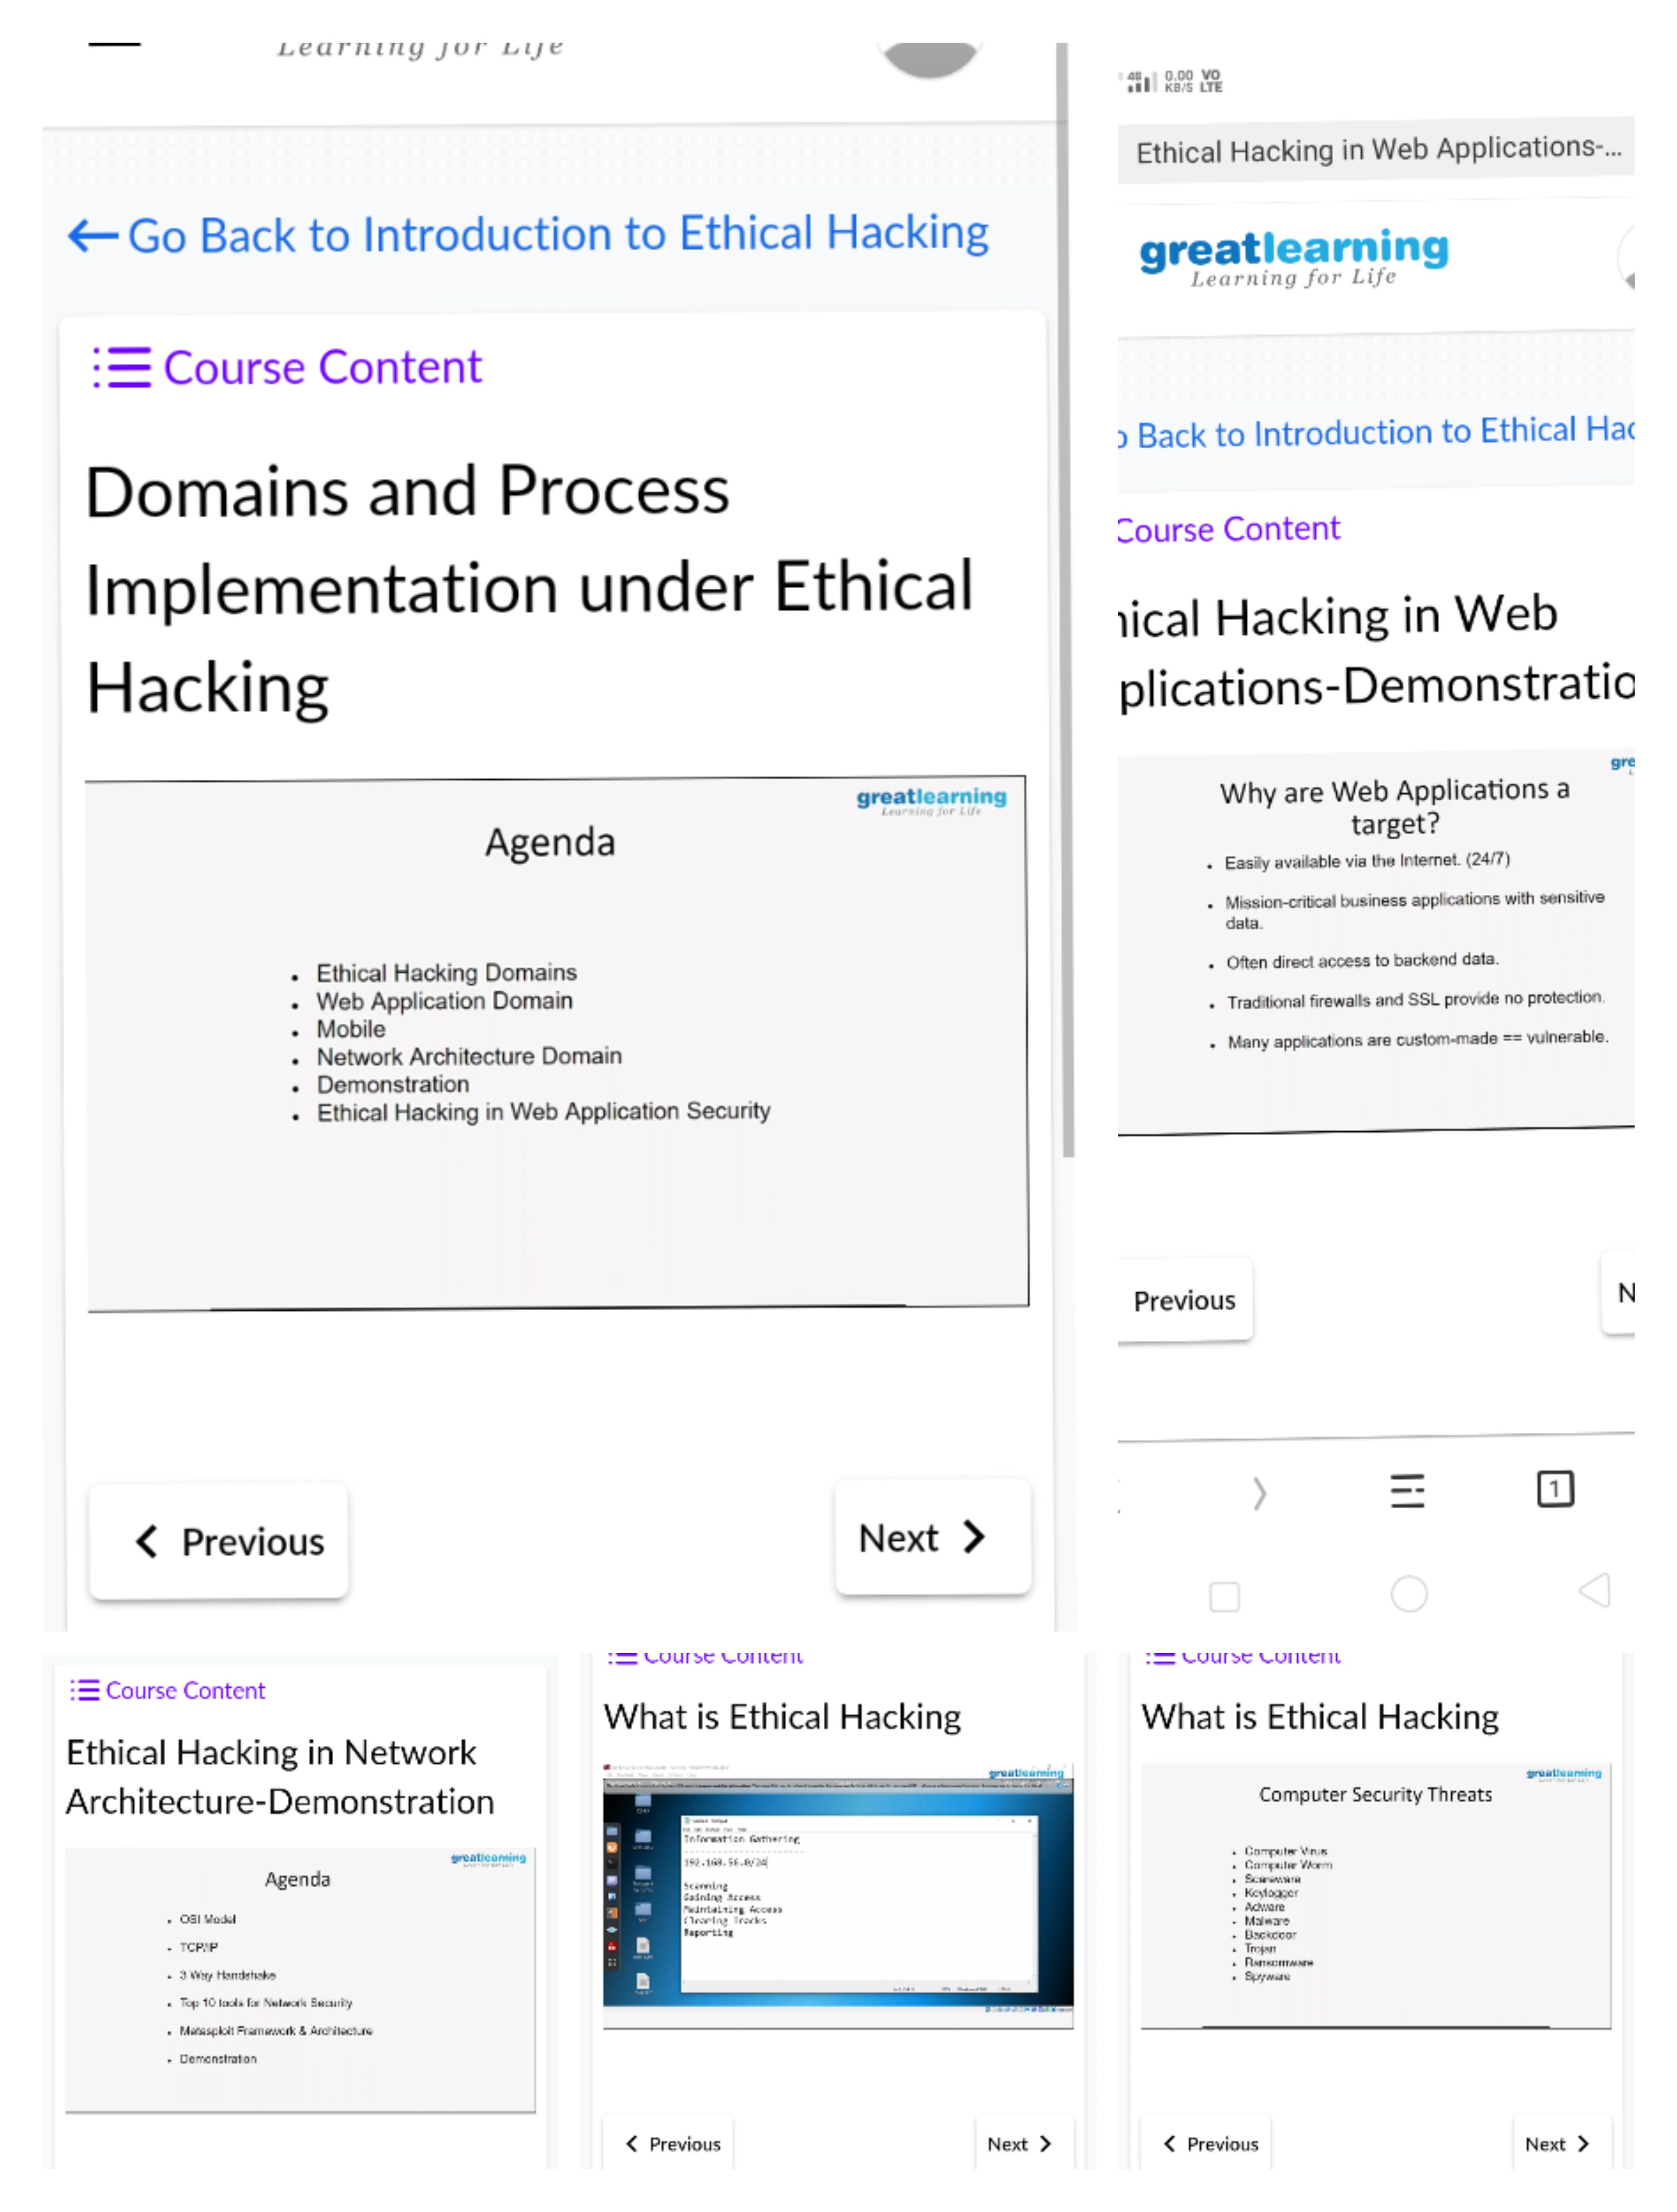 Learning for Life
← Go Back to Introduction to Ethical Hacking
Course Content
Domains and Process
Implementation under Ethical
Hacking
greatlearning
Learning for Life
Agenda
• Ethical Hacking Domains
• Web Application Domain
• Mobile
• Network Architecture Domain
• Demonstration
• Ethical Hacking in Web Application Security
Previous
Next
0.00 VO
KB/S LTE
Ethical Hacking in Web Applications-...
greatlearning
Learning for Life
o Back to Introduction to Ethical Hac
Course Content
hical Hacking in Web
plications-Demonstratio
gre
Why are Web Applications a
target?
• Easily available via the Internet. (24/7)
• Mission-critical business applications with sensitive
data.
• Often direct access to backend data.
• Traditional firewalls and SSL provide no protection.
• Many applications are custom-made == vulnerable.
Previous
N
1
Course Content
Ethical Hacking in Network
Architecture-Demonstration
greatlearning
Agenda
• OSI Model
• TCP/IP
• 3 Way Handshake
• Top 10 tools for Network Security
• Metasploit Framework & Architecture
• Demonstration
Course Content
What is Ethical Hacking
greatlearning
Information Gathering
192.168.56.0/24
Scanning
Gaining Access
Maintaining Access
Clearing Tracks
Reporting
Previous
Next
Course Content
What is Ethical Hacking
greatlearning
Computer Security Threats
• Computer Virus
• Computer Worm
• Scareware
• Keylogger
• Adware
• Malware
• Backdoor
• Trojan
• Ransomware
• Spyware
Previous
Next